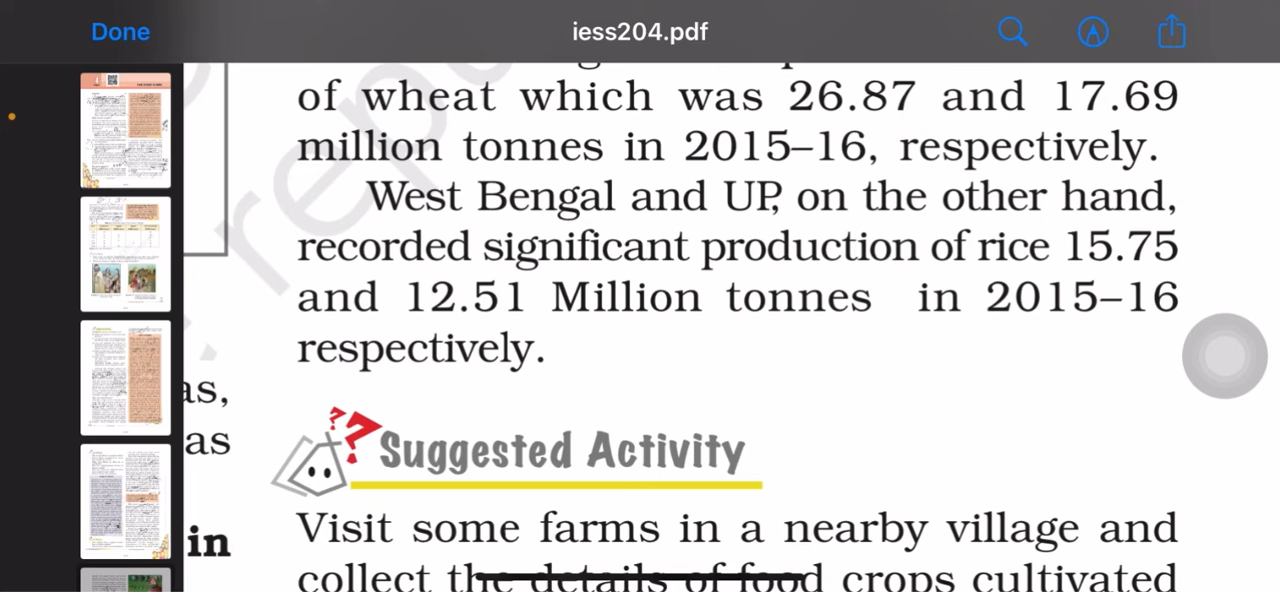 Done
iess204.pdf
of wheat which was 26.87 and 17.69
million tonnes in 2015–16, respectively.
West Bengal and UP, on the other hand,
recorded significant production of rice 15.75
and 12.51 Million tonnes in 2015–16
respectively.
as,
as
??
Suggested Activity
in
Visit some farms in a nearby village and
collect the details of food crops cultivated